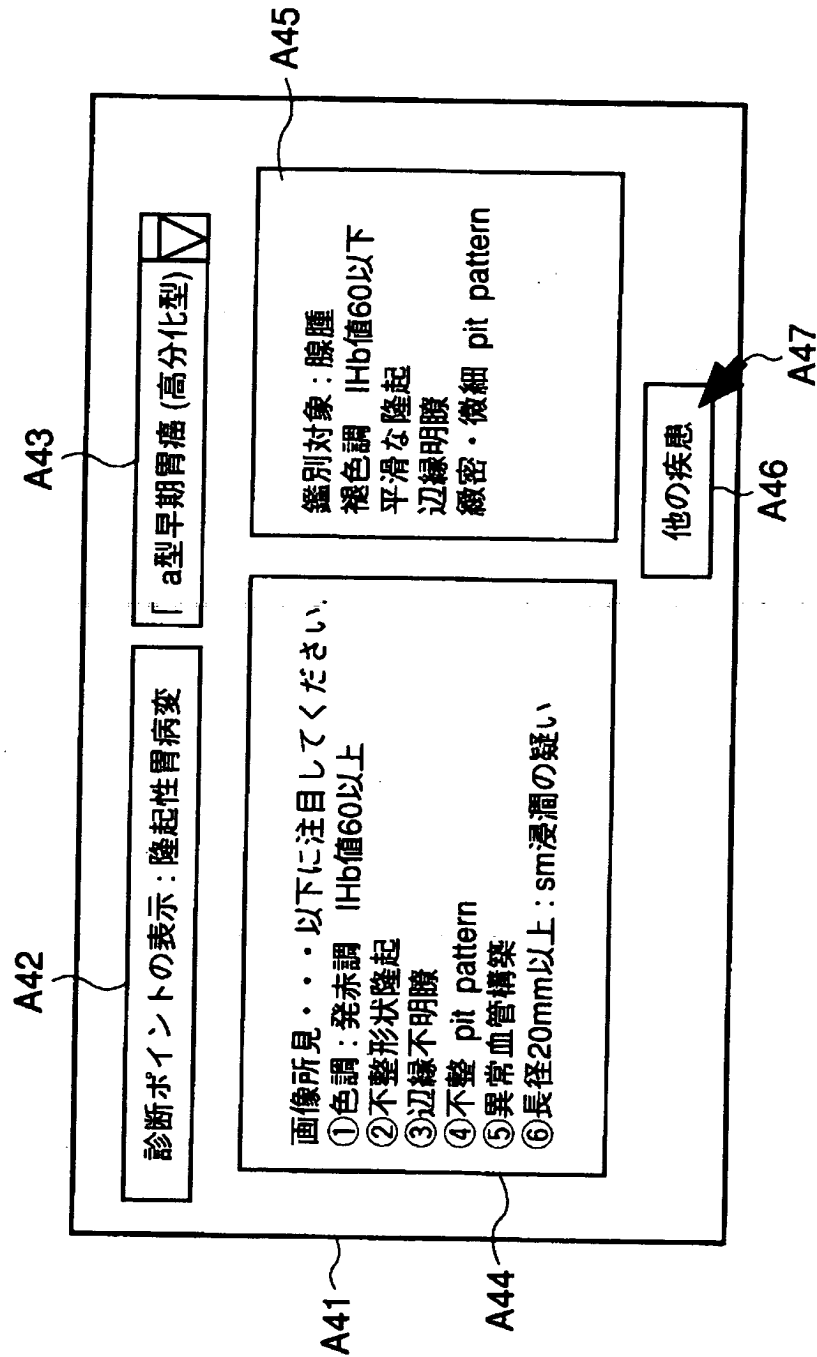 A42
A43
A45
診断ポイントの表示：隆起性胃病変
「 a型早期胃癌 (高分化型)
画像所見・・・以下に注目してください.
①色調：発赤調 IHb値60以上
②不整形状隆起
③辺縁不明瞭
④不整 pit pattern
⑤異常血管構築
⑥長径20mm以上：sm浸潤の疑い
鑑別対象：腺腫
褪色調 IHb値60以下
平滑な隆起
辺縁明瞭
緻密・微細 pit pattern
他の疾患
A41
A44
A46
A47